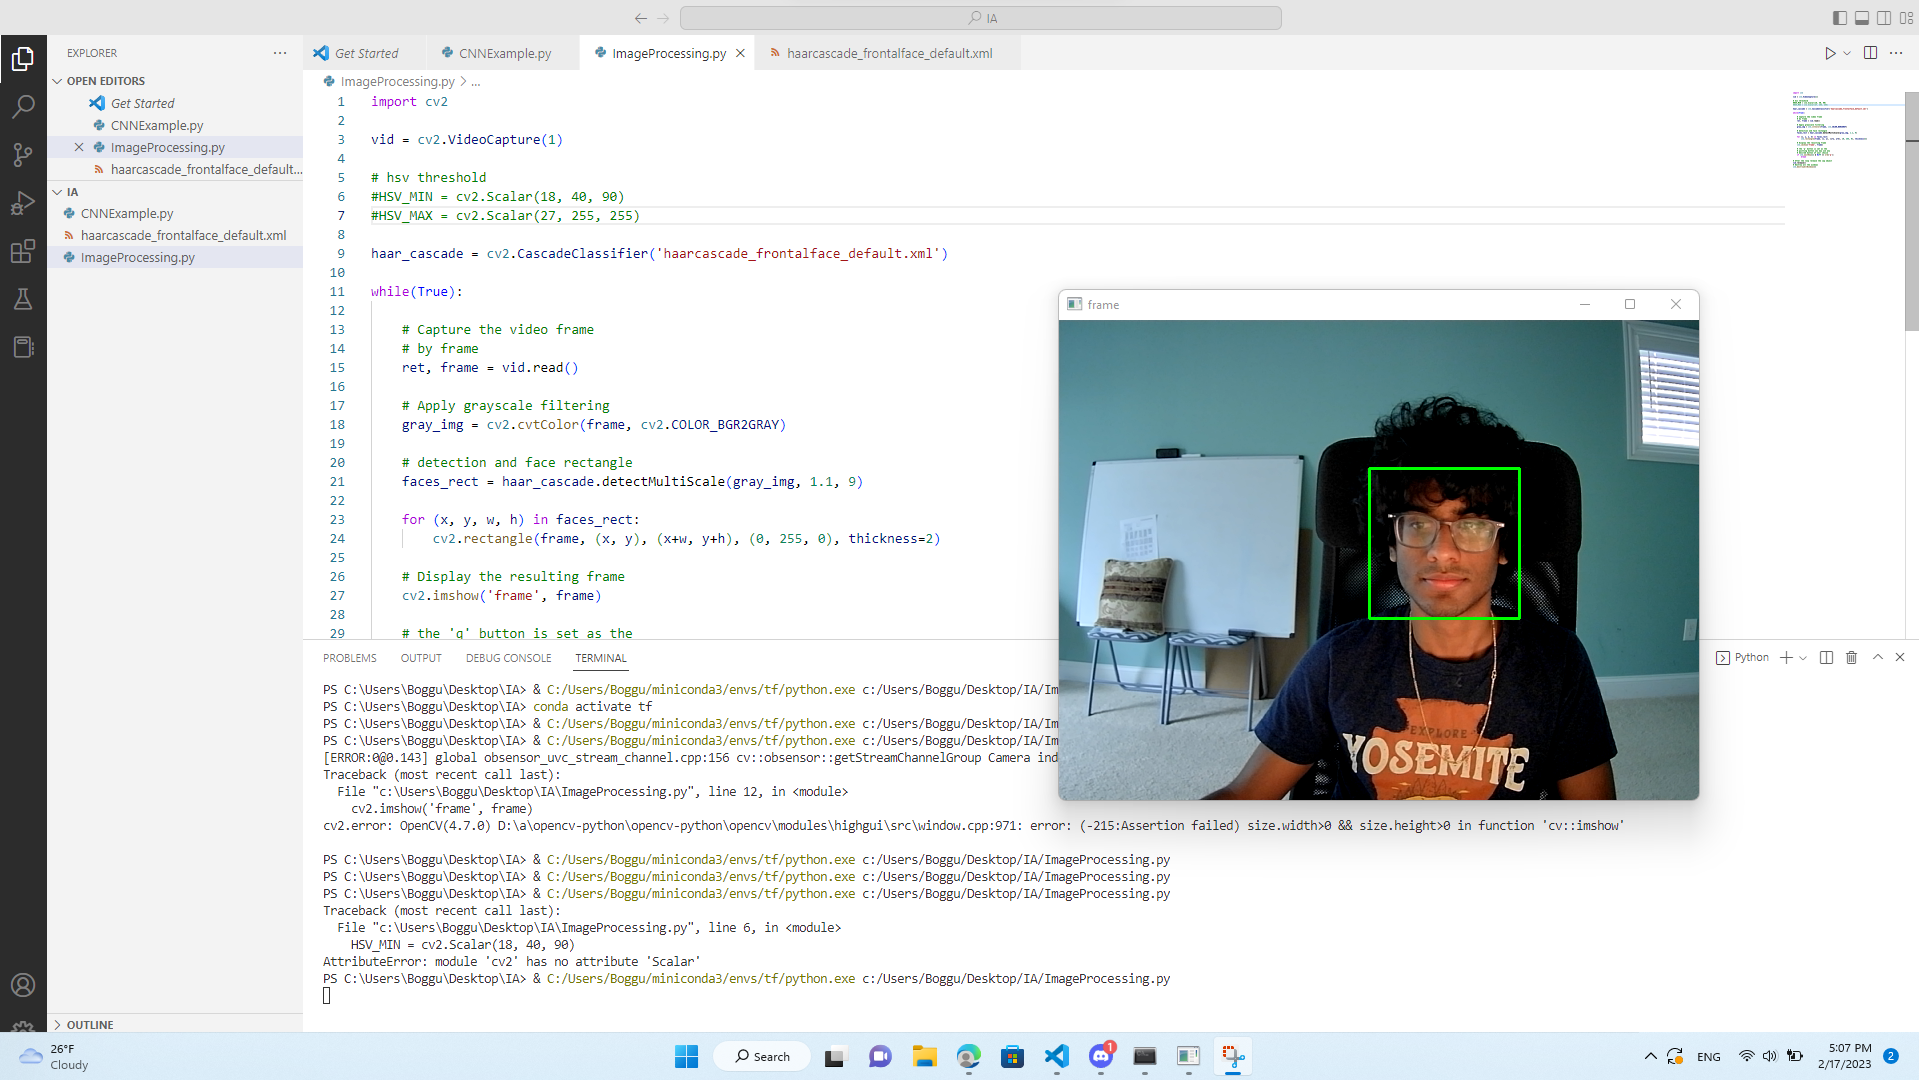 IA
EXPLORER
Get Started
CNNExample.py
ImageProcessing.py
haarcascade_frontalface_default.xml
OPEN EDITORS
Get Started
CNNExample.py
ImageProcessing.py
haarcascade_frontalface_default...
IA
CNNExample.py
haarcascade_frontalface_default.xml
ImageProcessing.py
OUTLINE
ImageProcessing.py > ...
1 import cv2
2
3 vid = cv2.VideoCapture(1)
4
5 # hsv threshold
6 #HSV_MIN = cv2.Scalar(18, 40, 90)
7 #HSV_MAX = cv2.Scalar(27, 255, 255)
8
9 haar_cascade = cv2.CascadeClassifier('haarcascade_frontalface_default.xml')
10
11 while(True):
12
13 # Capture the video frame
14 # by frame
15 ret, frame = vid.read()
16
17 # Apply grayscale filtering
18 gray_img = cv2.cvtColor(frame, cv2.COLOR_BGR2GRAY)
19
20 # detection and face rectangle
21 faces_rect = haar_cascade.detectMultiScale(gray_img, 1.1, 9)
22
23 for (x, y, w, h) in faces_rect:
24 cv2.rectangle(frame, (x, y), (x+w, y+h), (0, 255, 0), thickness=2)
25
26 # Display the resulting frame
27 cv2.imshow('frame', frame)
28
29 # the 'q' button is set as the
frame
EXPLORE
YOSEMITE
PROBLEMS
OUTPUT
DEBUG CONSOLE
TERMINAL
Python
PS C:\Users\Boggu\Desktop\IA> & C:/Users/Boggu/miniconda3/envs/tf/python.exe c:/Users/Boggu/Desktop/IA/Im
PS C:\Users\Boggu\Desktop\IA> conda activate tf
PS C:\Users\Boggu\Desktop\IA> & C:/Users/Boggu/miniconda3/envs/tf/python.exe c:/Users/Boggu/Desktop/IA/Im
PS C:\Users\Boggu\Desktop\IA> & C:/Users/Boggu/miniconda3/envs/tf/python.exe c:/Users/Boggu/Desktop/IA/Im
[ERROR:0@0.143] global obsensor_uvc_stream_channel.cpp:156 cv::obsensor::getStreamChannelGroup Camera ind
Traceback (most recent call last):
File "c:\Users\Boggu\Desktop\IA\ImageProcessing.py", line 12, in <module>
cv2.imshow('frame', frame)
cv2.error: OpenCV(4.7.0) D:\a\opencv-python\opencv-python\opencv\modules\highgui\src\window.cpp:971: error: (-215:Assertion failed) size.width>0 && size.height>0 in function 'cv::imshow'
PS C:\Users\Boggu\Desktop\IA> & C:/Users/Boggu/miniconda3/envs/tf/python.exe c:/Users/Boggu/Desktop/IA/ImageProcessing.py
PS C:\Users\Boggu\Desktop\IA> & C:/Users/Boggu/miniconda3/envs/tf/python.exe c:/Users/Boggu/Desktop/IA/ImageProcessing.py
PS C:\Users\Boggu\Desktop\IA> & C:/Users/Boggu/miniconda3/envs/tf/python.exe c:/Users/Boggu/Desktop/IA/ImageProcessing.py
Traceback (most recent call last):
File "c:\Users\Boggu\Desktop\IA\ImageProcessing.py", line 6, in <module>
HSV_MIN = cv2.Scalar(18, 40, 90)
AttributeError: module 'cv2' has no attribute 'Scalar'
PS C:\Users\Boggu\Desktop\IA> & C:/Users/Boggu/miniconda3/envs/tf/python.exe c:/Users/Boggu/Desktop/IA/ImageProcessing.py
26°F
Cloudy
Search
1
ENG
5:07 PM
2/17/2023
2